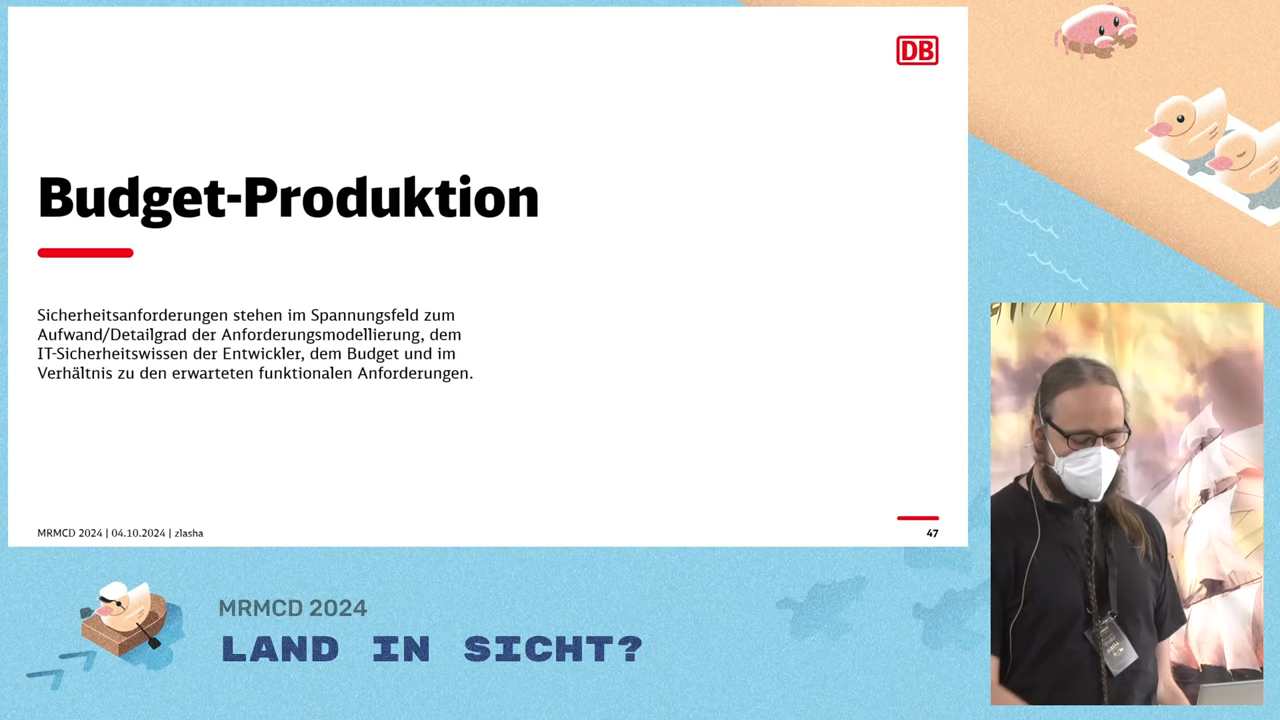 DB
Budget-Produktion
Sicherheitsanforderungen stehen im Spannungsfeld zum
Aufwand/Detailgrad der Anforderungsmodellierung, dem
IT-Sicherheitswissen der Entwickler, dem Budget und im
Verhältnis zu den erwarteten funktionalen Anforderungen.
MRMCD 2024 | 04.10.2024 | zlasha
47
MRMCD 2024
LAND IN SICHT?